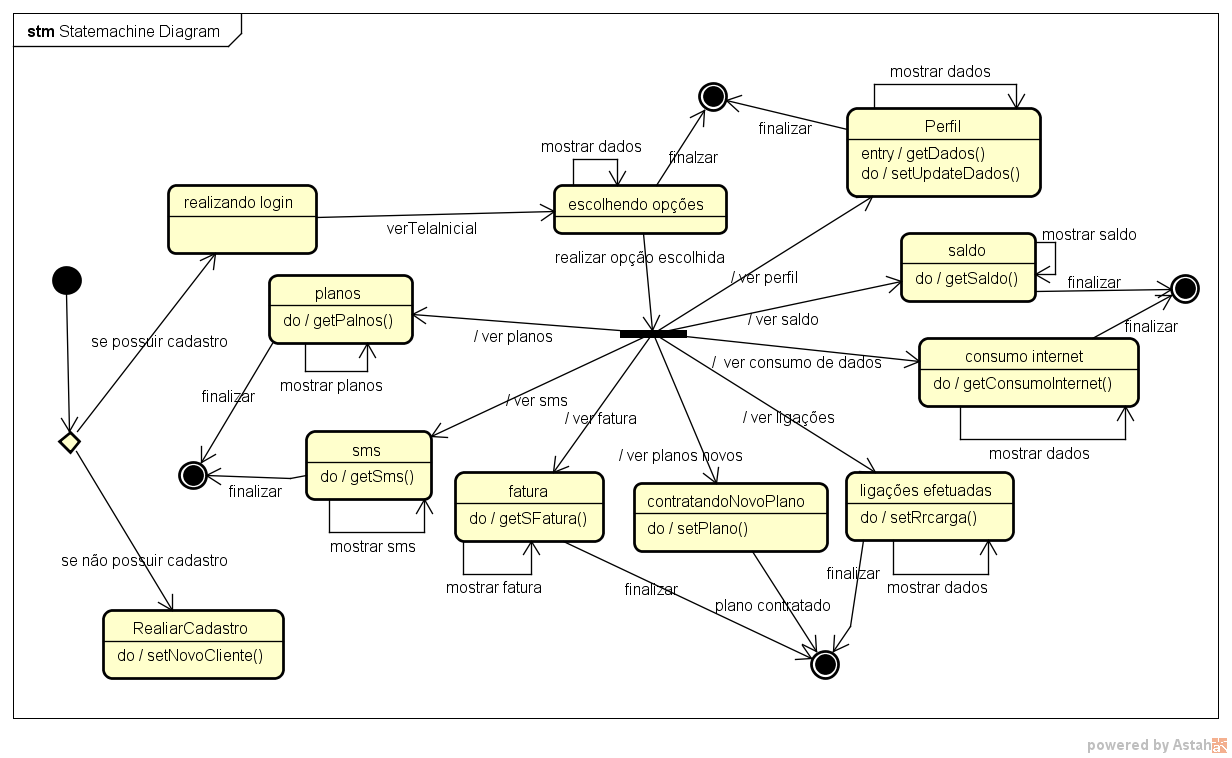 stm Statemachine Diagram
mostrar dados
Perfil
entry / getDados()
do / setUpdateDados()
finalizar
mostrar dados
finalzar
realizando login
verTelaInicial
escolhendo opções
realizar opção escolhida
/ ver perfil
saldo
do / getSaldo()
mostrar saldo
finalizar
planos
do / getPalnos()
mostrar planos
/ ver planos
/ ver saldo
finalizar
se possuir cadastro
/ ver consumo de dados
consumo internet
do / getConsumoInternet()
mostrar dados
finalizar
/ ver sms
/ ver fatura
/ ver ligações
/ ver planos novos
sms
do / getSms()
mostrar sms
finalizar
fatura
do / getSFatura()
mostrar fatura
finalizar
contratandoNovoPlano
do / setPlano()
plano contratado
ligações efetuadas
do / setRrcarga()
finalizar
mostrar dados
se não possuir cadastro
RealiarCadastro
do / setNovoCliente()
powered by Astah